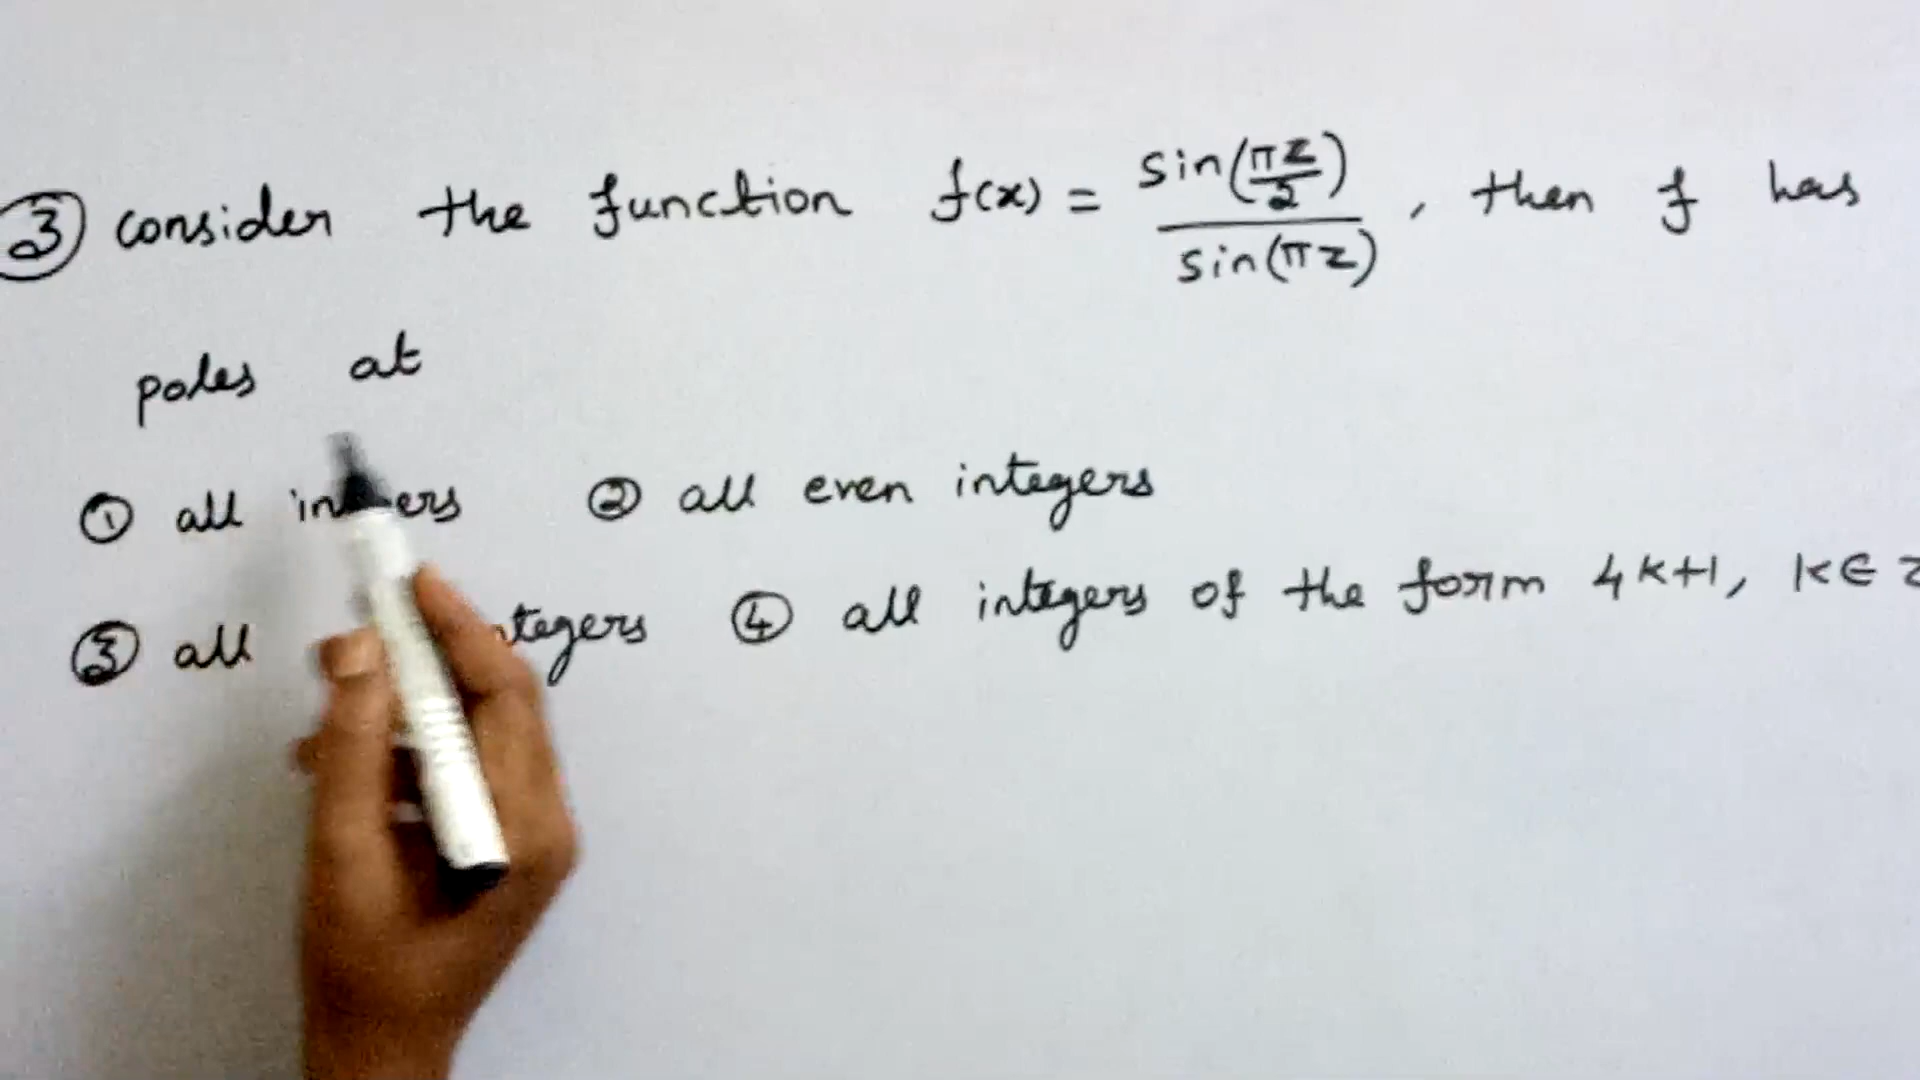 ③ consider the function f(x) = sin(πz/2)/sin(πz), then f has
poles at
① all ② all even integers
③ all ④ all integers of the form 4k+1, k∈